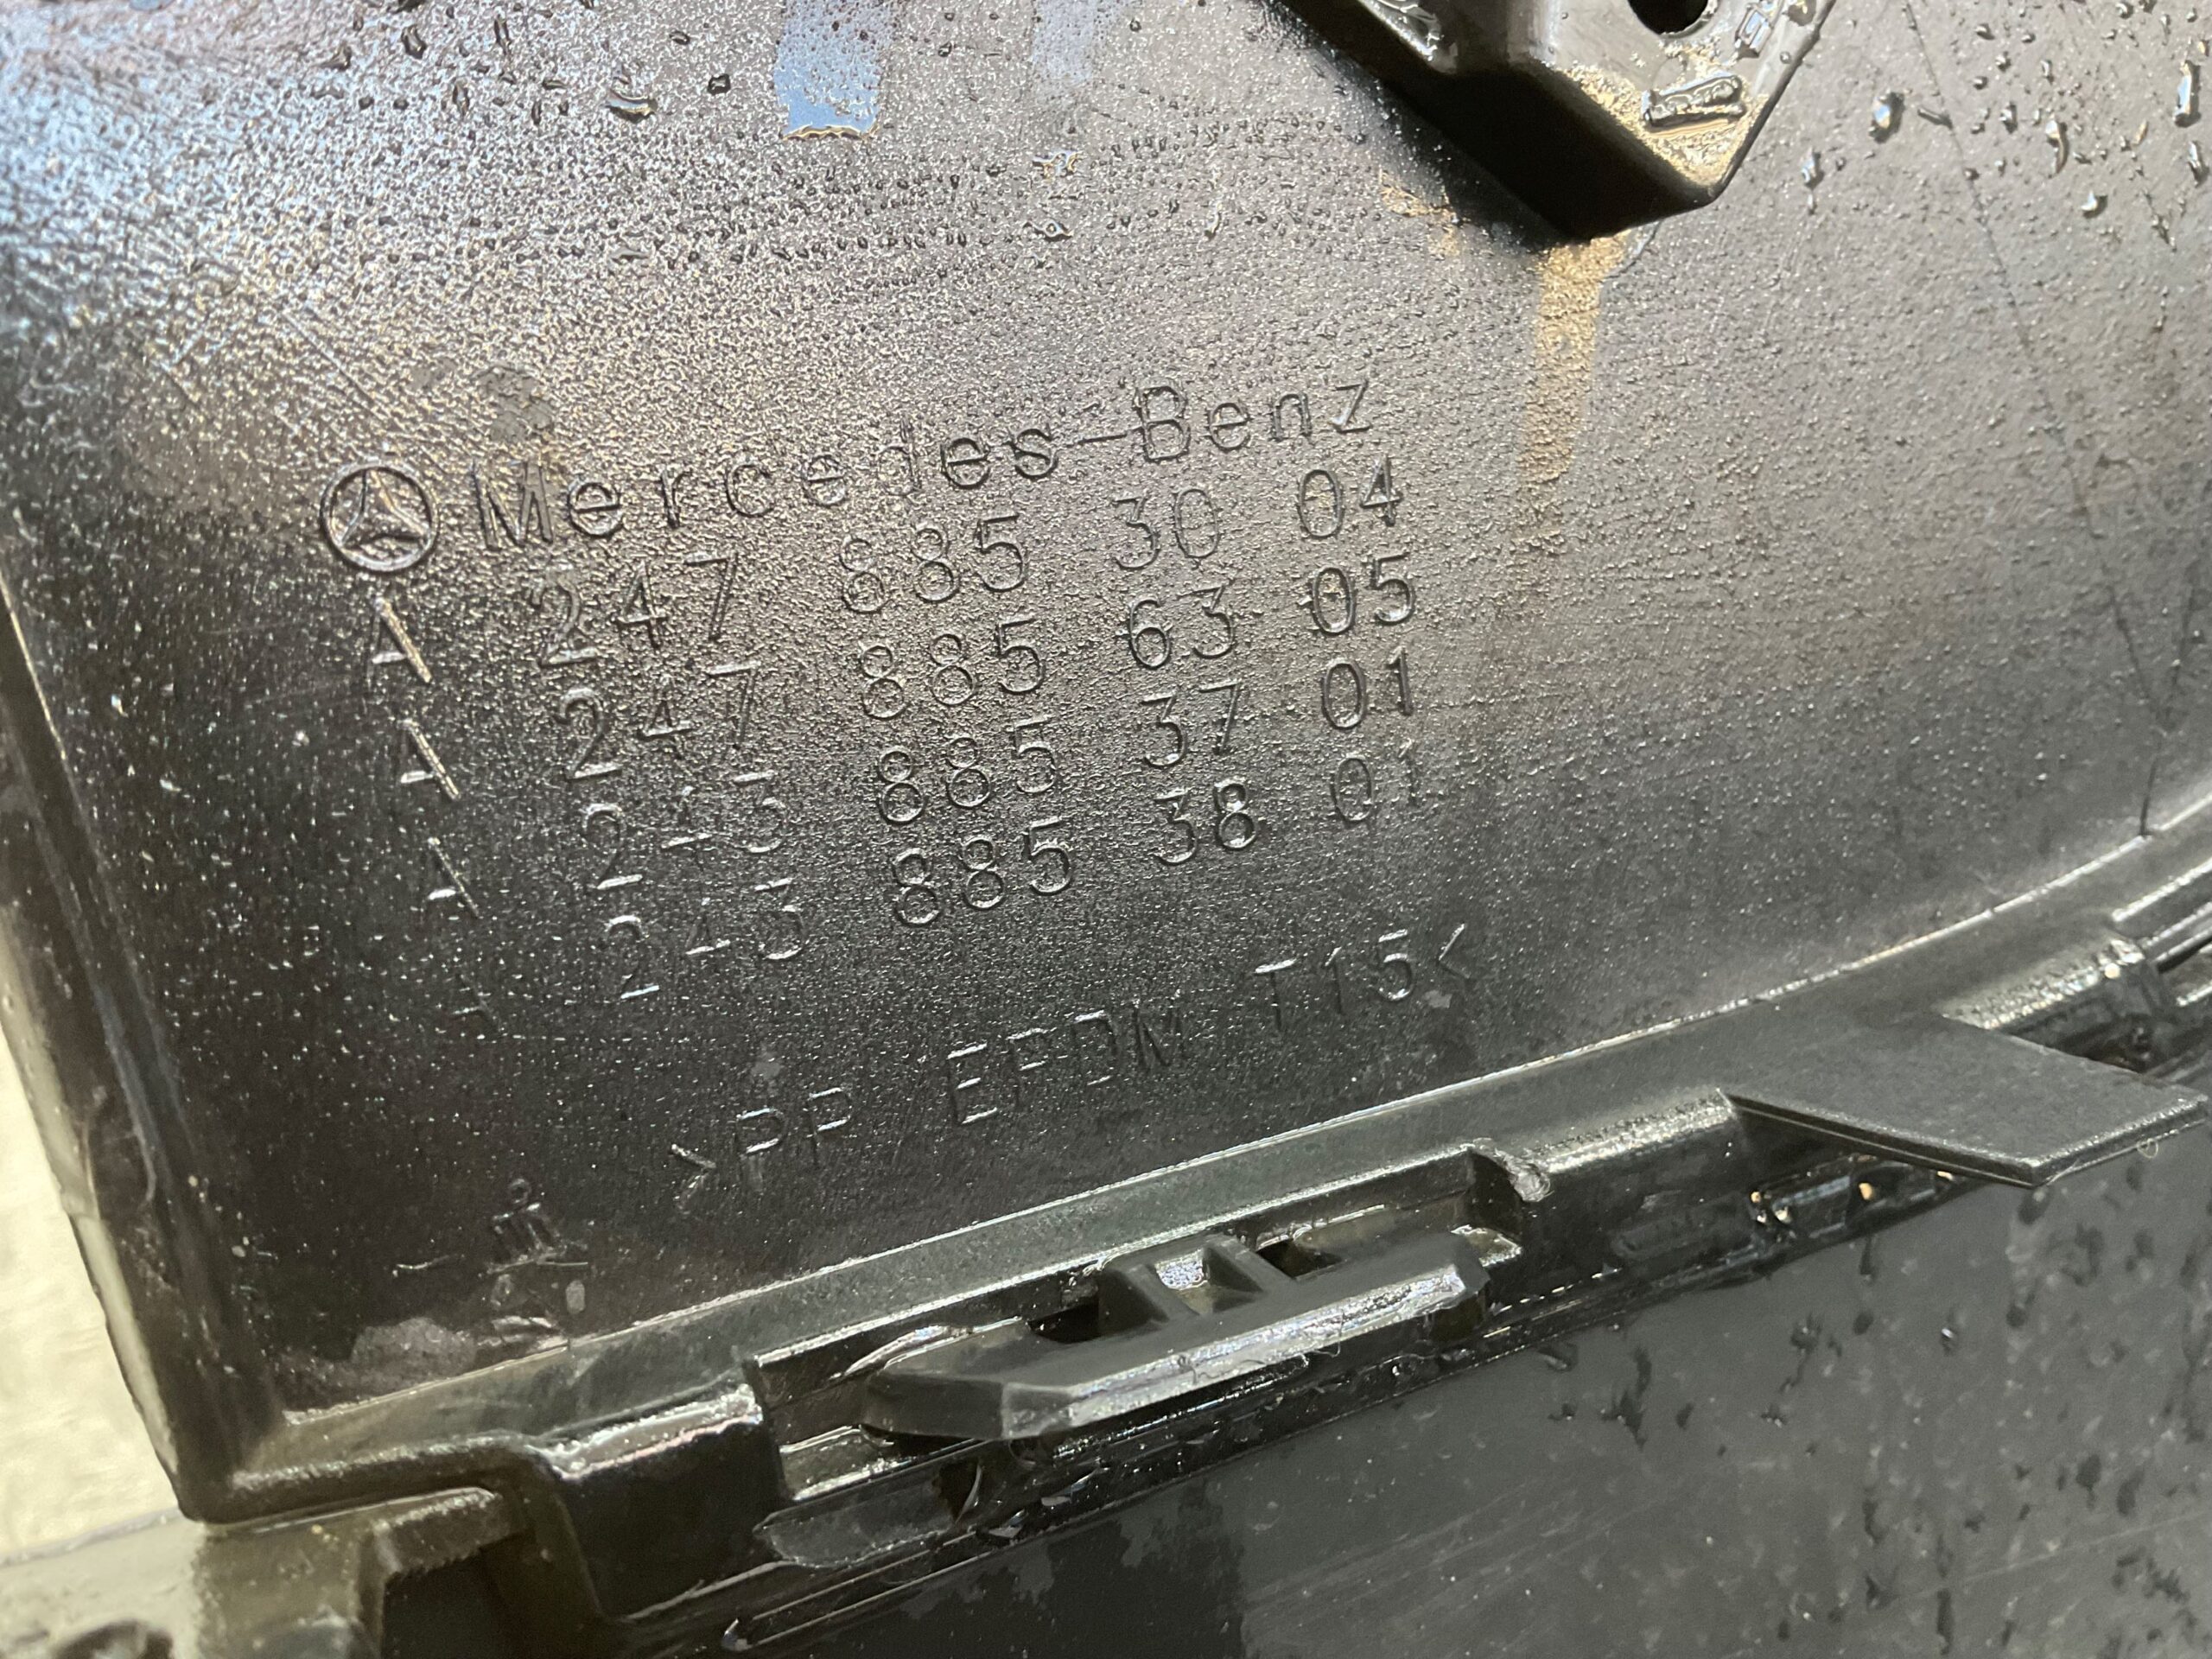 Mercedes-Benz
A 247 885 30 04
A 247 885 63 05
A 243 885 37 01
A 243 885 38 01
>PP EPDM T15<